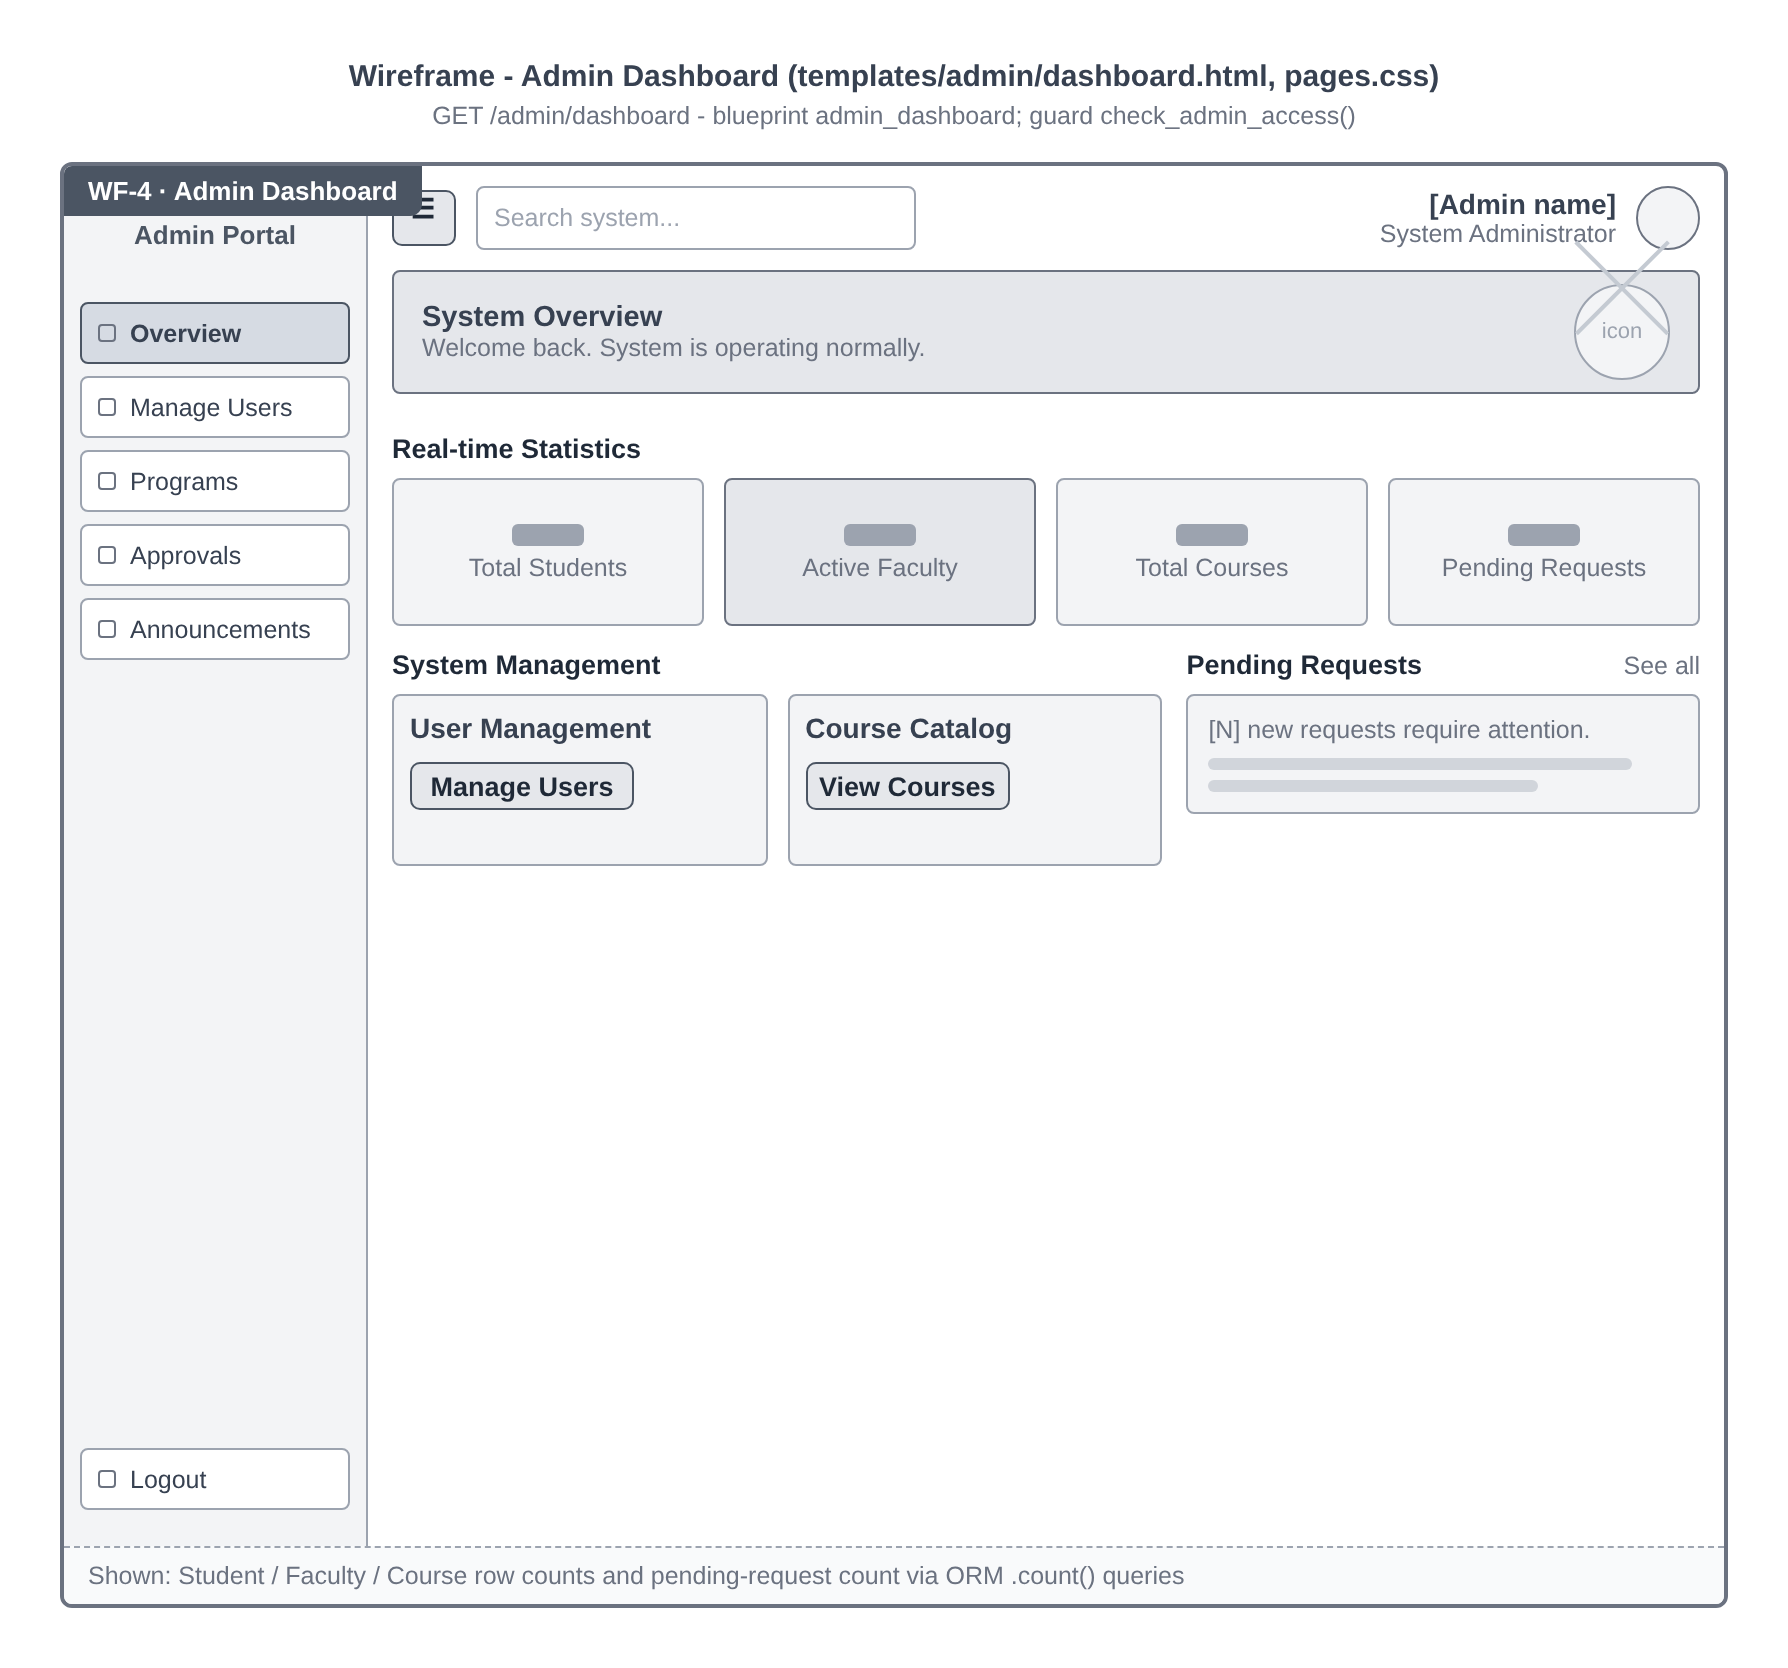 Wireframe - Admin Dashboard (templates/admin/dashboard.html, pages.css)
GET /admin/dashboard - blueprint admin_dashboard; guard check_admin_access()
WF-4 · Admin Dashboard
Admin Portal
Overview
Manage Users
Programs
Approvals
Announcements
Logout
Search system...
[Admin name]
System Administrator
System Overview
Welcome back. System is operating normally.
icon
Real-time Statistics
Total Students
Active Faculty
Total Courses
Pending Requests
System Management
User Management
Manage Users
Course Catalog
View Courses
Pending Requests
See all
[N] new requests require attention.
Shown: Student / Faculty / Course row counts and pending-request count via ORM .count() queries